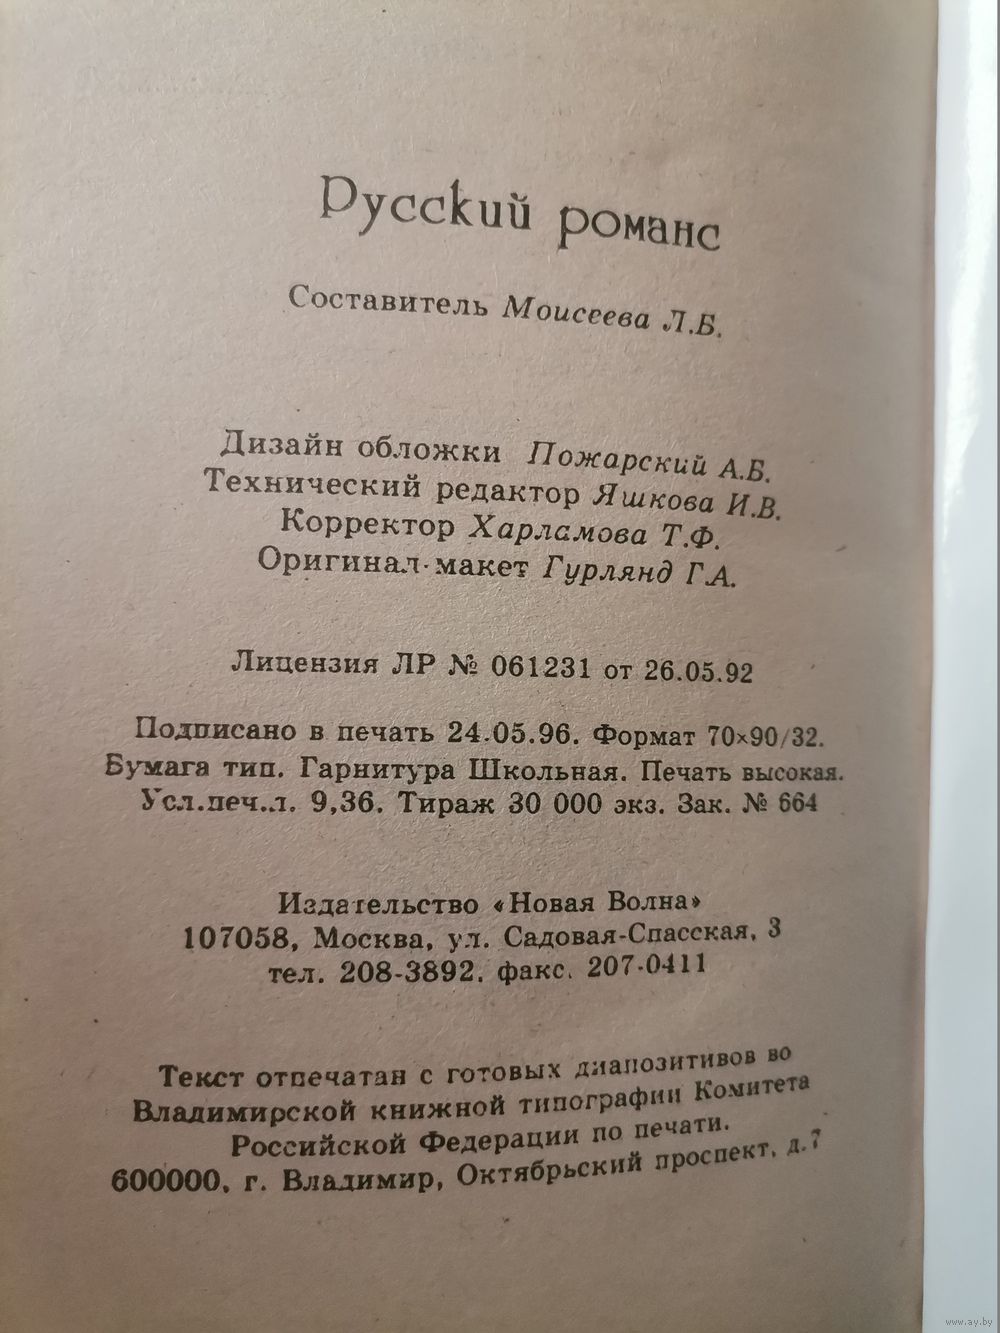 Русский романс
Составитель Моисеева Л.Б.
Дизайн обложки Пожарский А.Б.
Технический редактор Яшкова И.В.
Корректор Харламова Т.Ф.
Оригинал-макет Гурлянд Г.А.
Лицензия ЛР № 061231 от 26.05.92
Подписано в печать 24.05.96. Формат 70×90/32.
Бумага тип. Гарнитура Школьная. Печать высокая.
Усл.печ.л. 9,36. Тираж 30 000 экз. Зак. № 664
Издательство «Новая Волна»
107058, Москва, ул. Садовая-Спасская, 3
тел. 208-3892, факс. 207-0411
Текст отпечатан с готовых диапозитивов во
Владимирской книжной типографии Комитета
Российской Федерации по печати.
600000, г. Владимир, Октябрьский проспект, д.7
www.ay.by